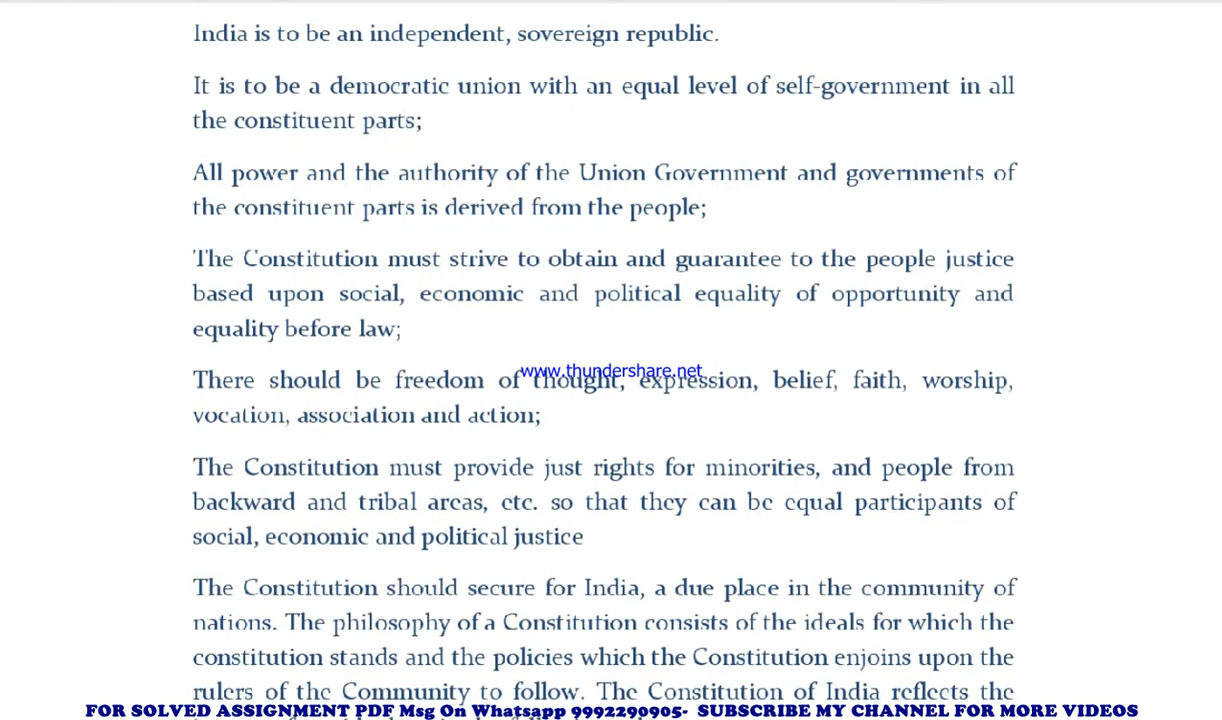 India is to be an independent, sovereign republic.
It is to be a democratic union with an equal level of self-government in all
the constituent parts;
All power and the authority of the Union Government and governments of
the constituent parts is derived from the people;
The Constitution must strive to obtain and guarantee to the people justice
based upon social, economic and political equality of opportunity and
equality before law;
www.thundershare.net
There should be freedom of thought, expression, belief, faith, worship,
vocation, association and action;
The Constitution must provide just rights for minorities, and people from
backward and tribal areas, etc. so that they can be equal participants of
social, economic and political justice
The Constitution should secure for India, a due place in the community of
nations. The philosophy of a Constitution consists of the ideals for which the
constitution stands and the policies which the Constitution enjoins upon the
rulers of the Community to follow. The Constitution of India reflects the
FOR SOLVED ASSIGNMENT PDF Msg On Whatsapp 9992290905- SUBSCRIBE MY CHANNEL FOR MORE VIDEOS